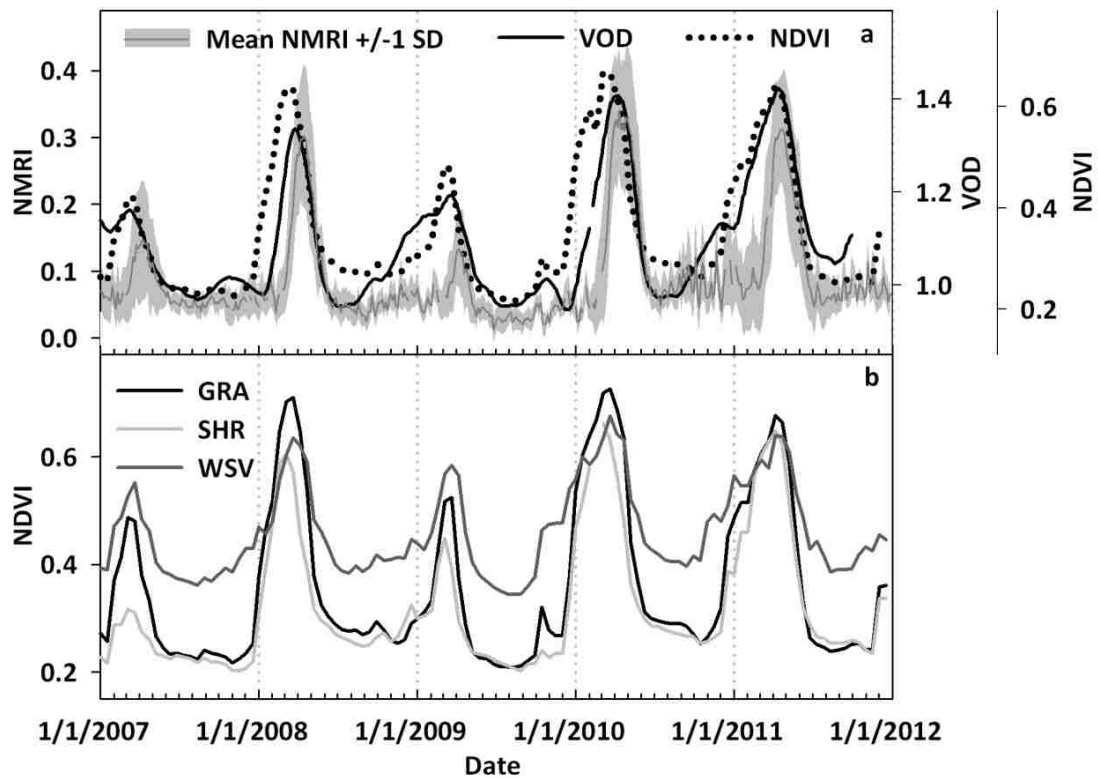 Mean NMRI +/-1 SD
VOD
NDVI
a
0.4
0.3
0.2
0.1
0.0
NMRI
1.4
1.2
1.0
VOD
0.6
0.4
0.2
NDVI
b
GRA
SHR
WSV
0.6
0.4
0.2
NDVI
1/1/2007 1/1/2008 1/1/2009 1/1/2010 1/1/2011 1/1/2012
Date